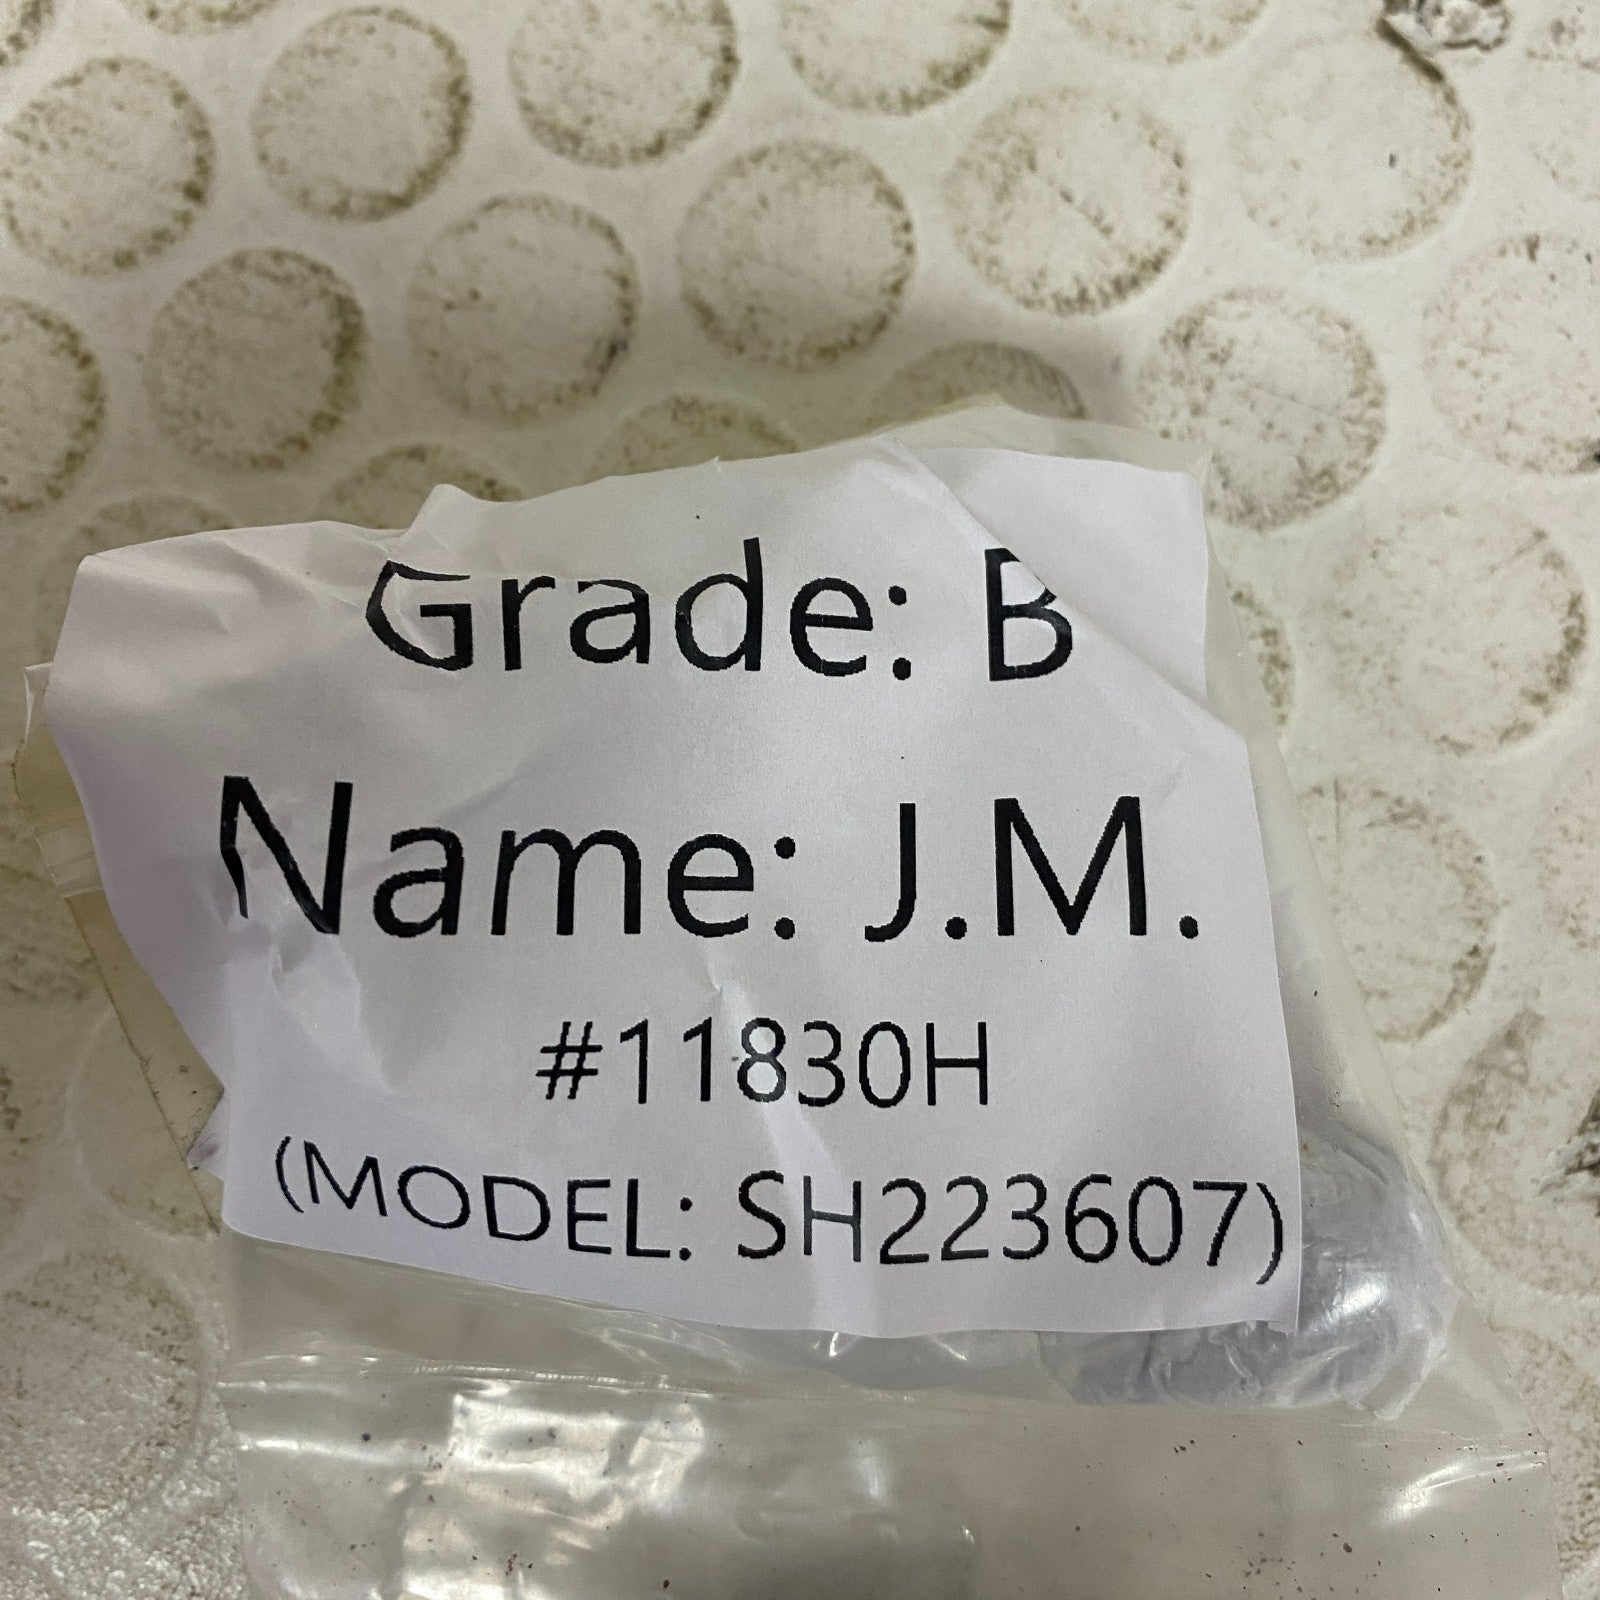 Grade: B
Name: J.M.
#11830H
(MODEL: SH223607)